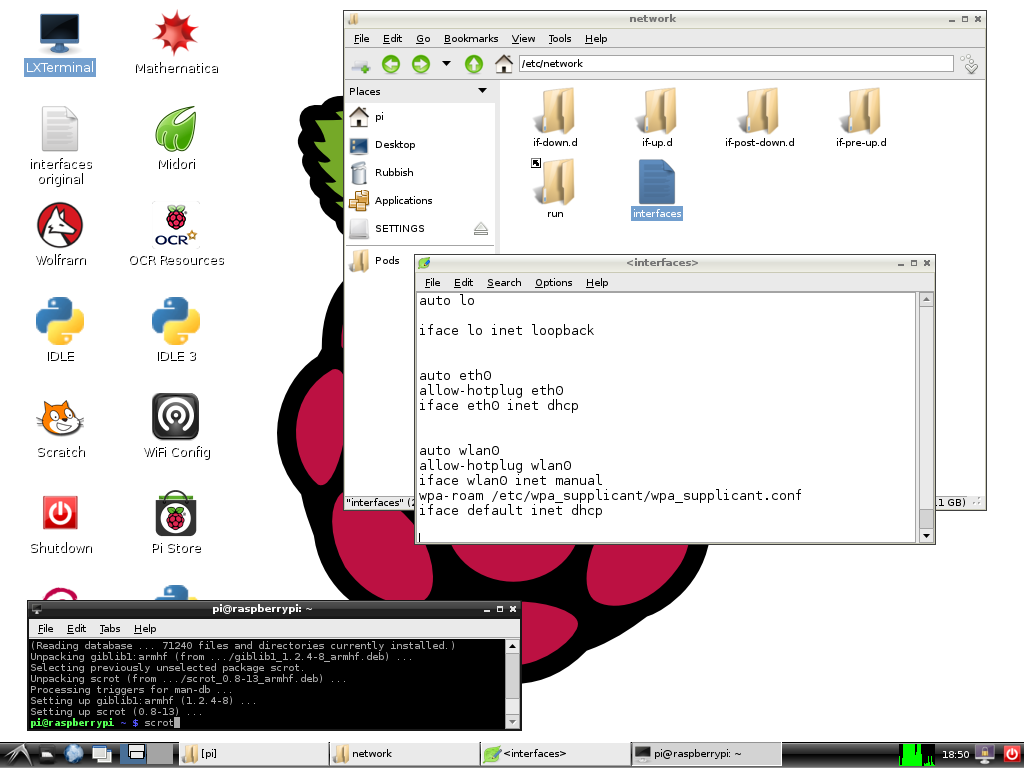 LXTerminal
Mathematica
interfaces
original
Midori
Wolfram
OCR
OCR Resources
IDLE
IDLE 3
Scratch
WiFi Config
Shutdown
Pi Store
network
File Edit Go Bookmarks View Tools Help
/etc/network
Places
pi
Desktop
Rubbish
Applications
SETTINGS
Pods
if-down.d
if-up.d
if-post-down.d
if-pre-up.d
run
interfaces
<interfaces>
File Edit Search Options Help
auto lo
iface lo inet loopback
auto eth0
allow-hotplug eth0
iface eth0 inet dhcp
auto wlan0
allow-hotplug wlan0
iface wlan0 inet manual
wpa-roam /etc/wpa_supplicant/wpa_supplicant.conf
iface default inet dhcp
"interfaces"
GB)
pi@raspberrypi: ~
File Edit Tabs Help
(Reading database ... 71240 files and directories currently installed.)
Unpacking giblib1:armhf (from .../giblib1_1.2.4-8_armhf.deb) ...
Selecting previously unselected package scrot.
Unpacking scrot (from .../scrot_0.8-13_armhf.deb) ...
Processing triggers for man-db ...
Setting up giblib1:armhf (1.2.4-8) ...
Setting up scrot (0.8-13) ...
pi@raspberrypi ~ $ scrot
[pi]
network
<interfaces>
pi@raspberrypi: ~
18:50